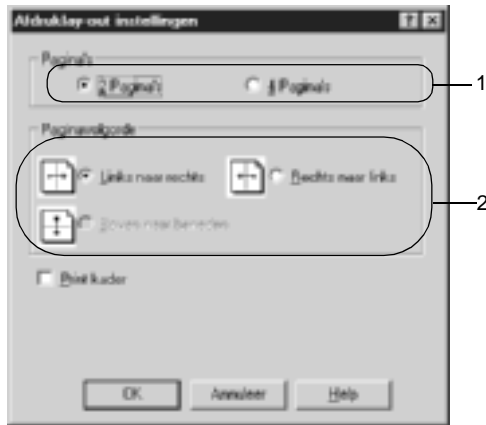 Afdruklay-out instellingen
Pagina's
2 Pagina's 4 Pagina's
1
Paginavolgorde
Links naar rechts Rechts naar links
2
Boven naar beneden
Print kader
OK Annuleer Help